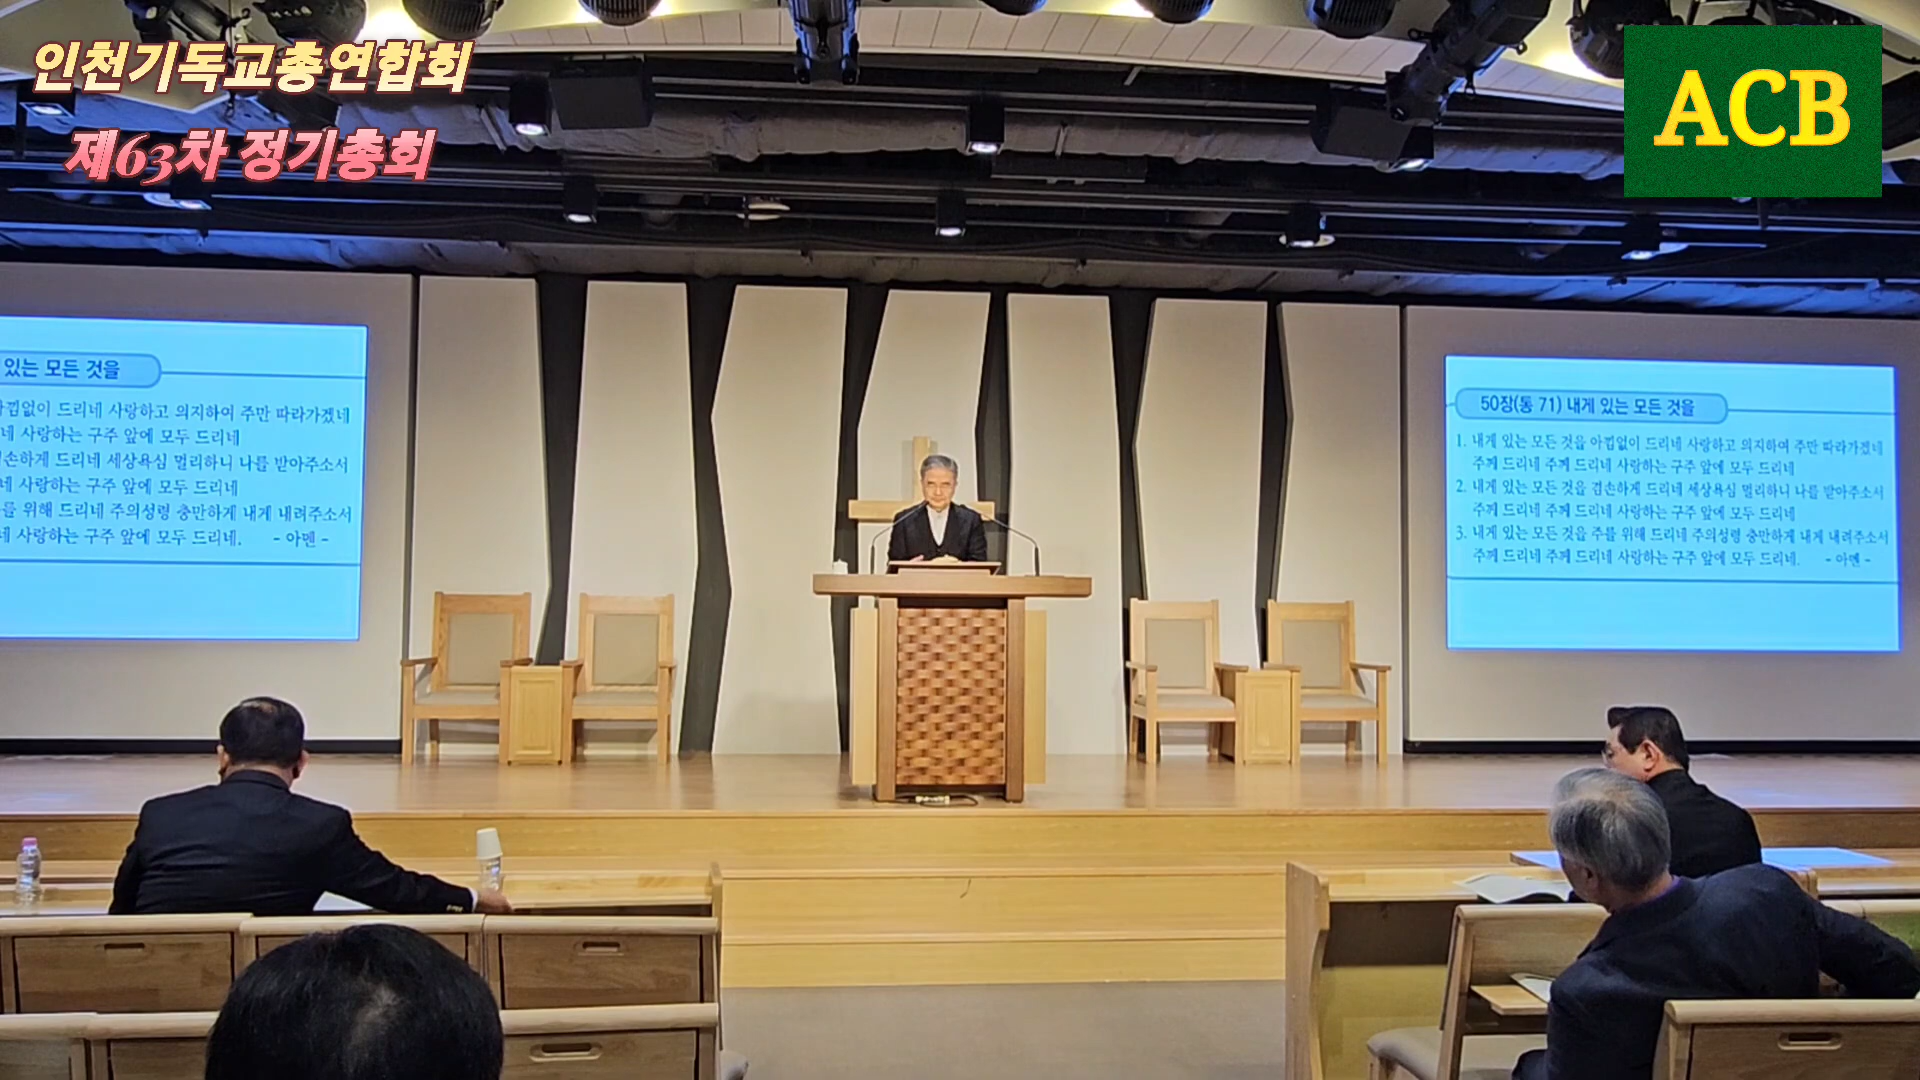 인천기독교총연합회
제63차 정기총회
ACB
있는 모든 것을
아낌없이 드리네 사랑하고 의지하여 주만 따라가겠네
네 사랑하는 구주 앞에 모두 드리네
겸손하게 드리네 세상욕심 멀리하니 나를 받아주소서
네 사랑하는 구주 앞에 모두 드리네
를 위해 드리네 주의성령 충만하게 내게 내려주소서
네 사랑하는 구주 앞에 모두 드리네. - 아멘 -
50장(통 71) 내게 있는 모든 것을
1. 내게 있는 모든 것을 아낌없이 드리네 사랑하고 의지하여 주만 따라가겠네
주께 드리네 주께 드리네 사랑하는 구주 앞에 모두 드리네
2. 내게 있는 모든 것을 겸손하게 드리네 세상욕심 멀리하니 나를 받아주소서
주께 드리네 주께 드리네 사랑하는 구주 앞에 모두 드리네
3. 내게 있는 모든 것을 주를 위해 드리네 주의성령 충만하게 내게 내려주소서
주께 드리네 주께 드리네 사랑하는 구주 앞에 모두 드리네. - 아멘 -